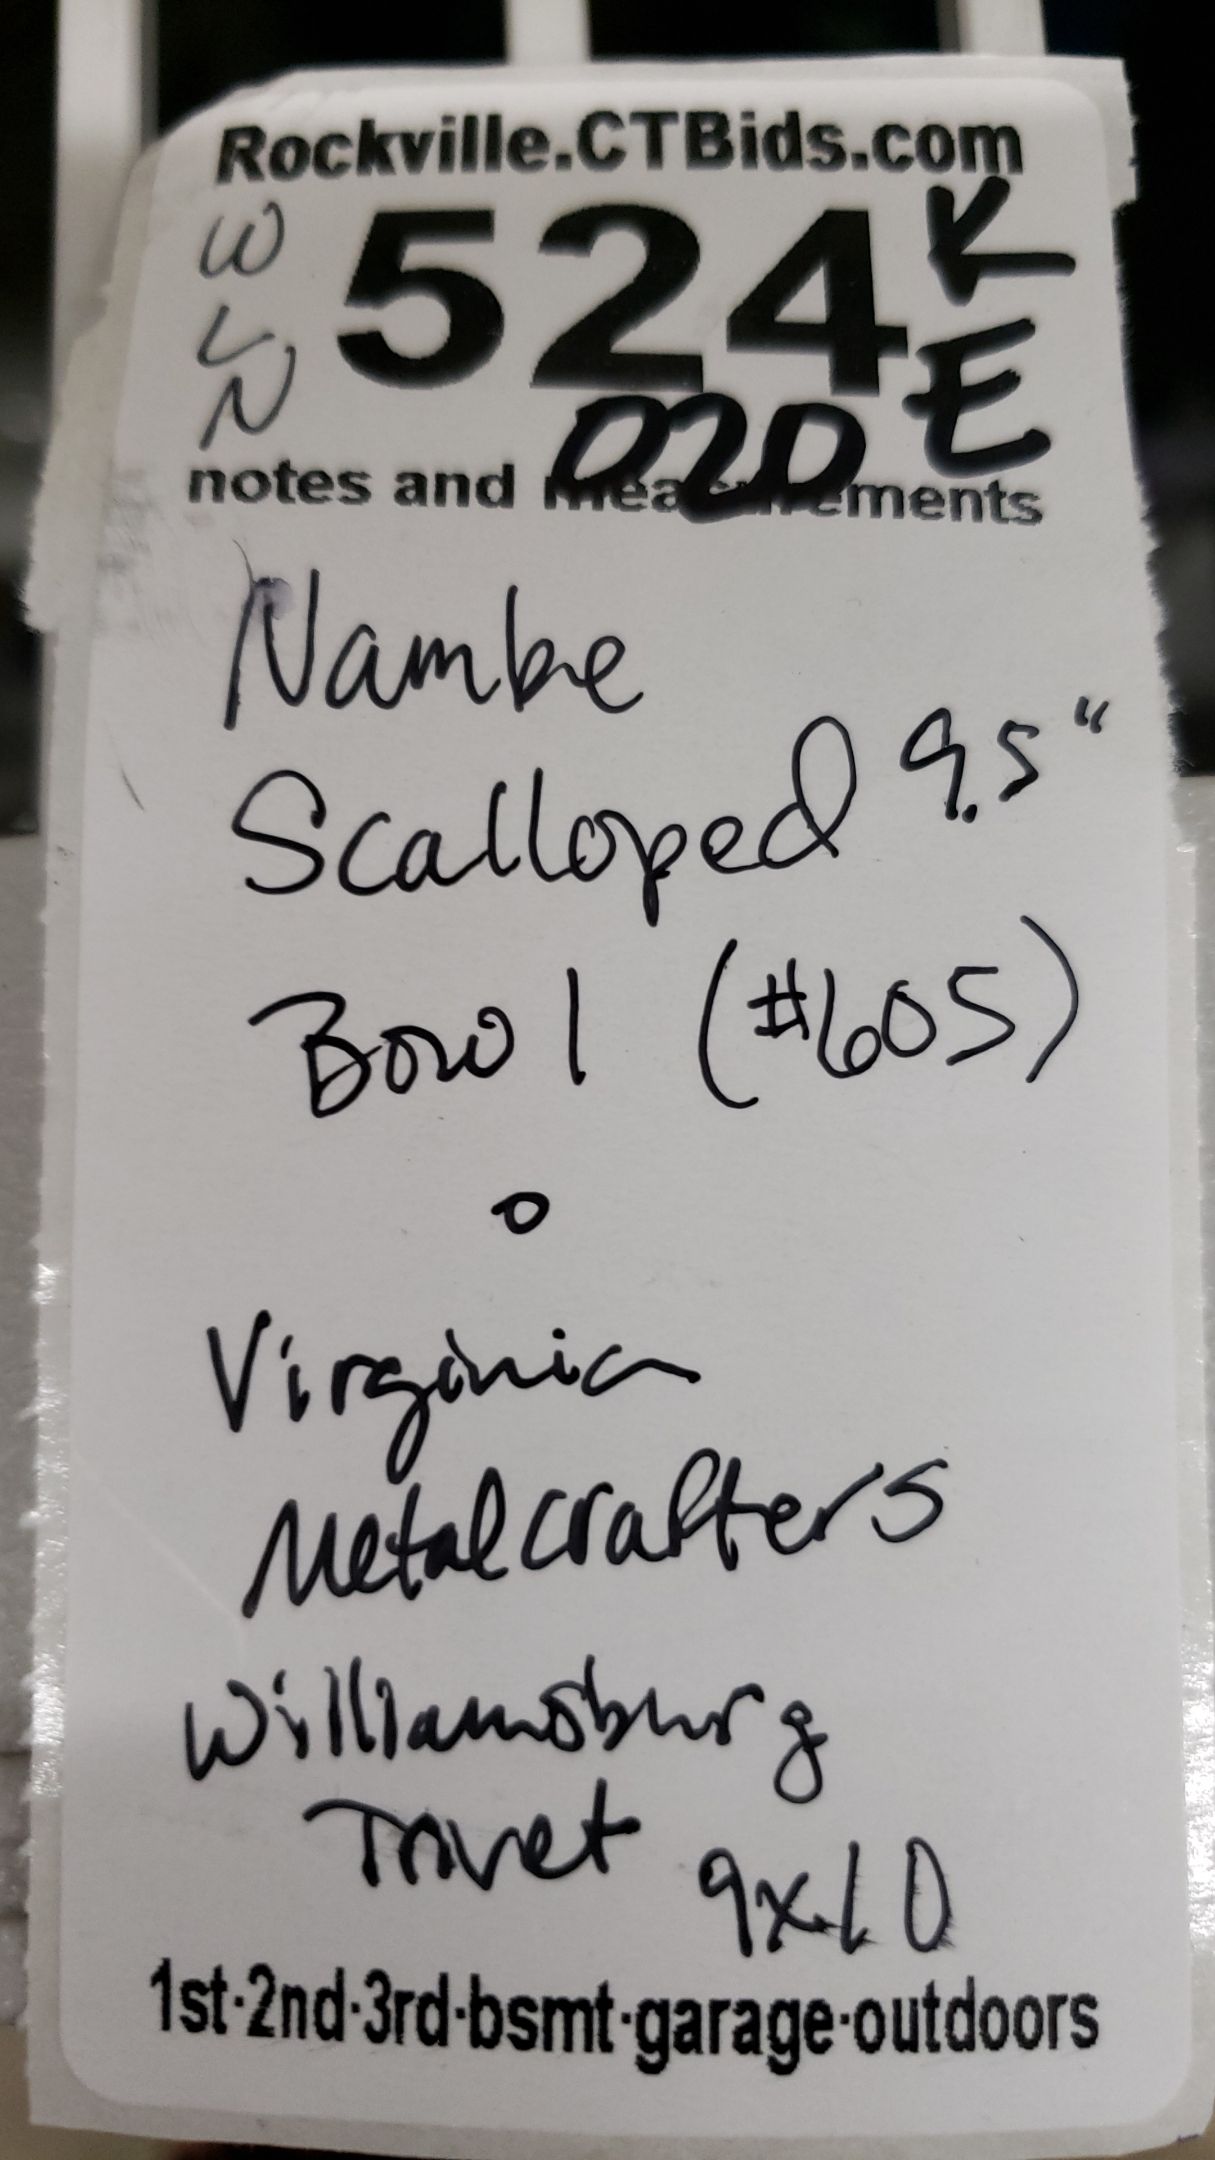 Rockville.CTBids.com
W
L
N
524
K
E
020
notes and measurements
Nambe
Scalloped 9.5"
Bowl (#605)
o
Virginia
Metalcrafters
Williamsburg
Trivet 9x10
1st·2nd·3rd·bsmt·garage·outdoors